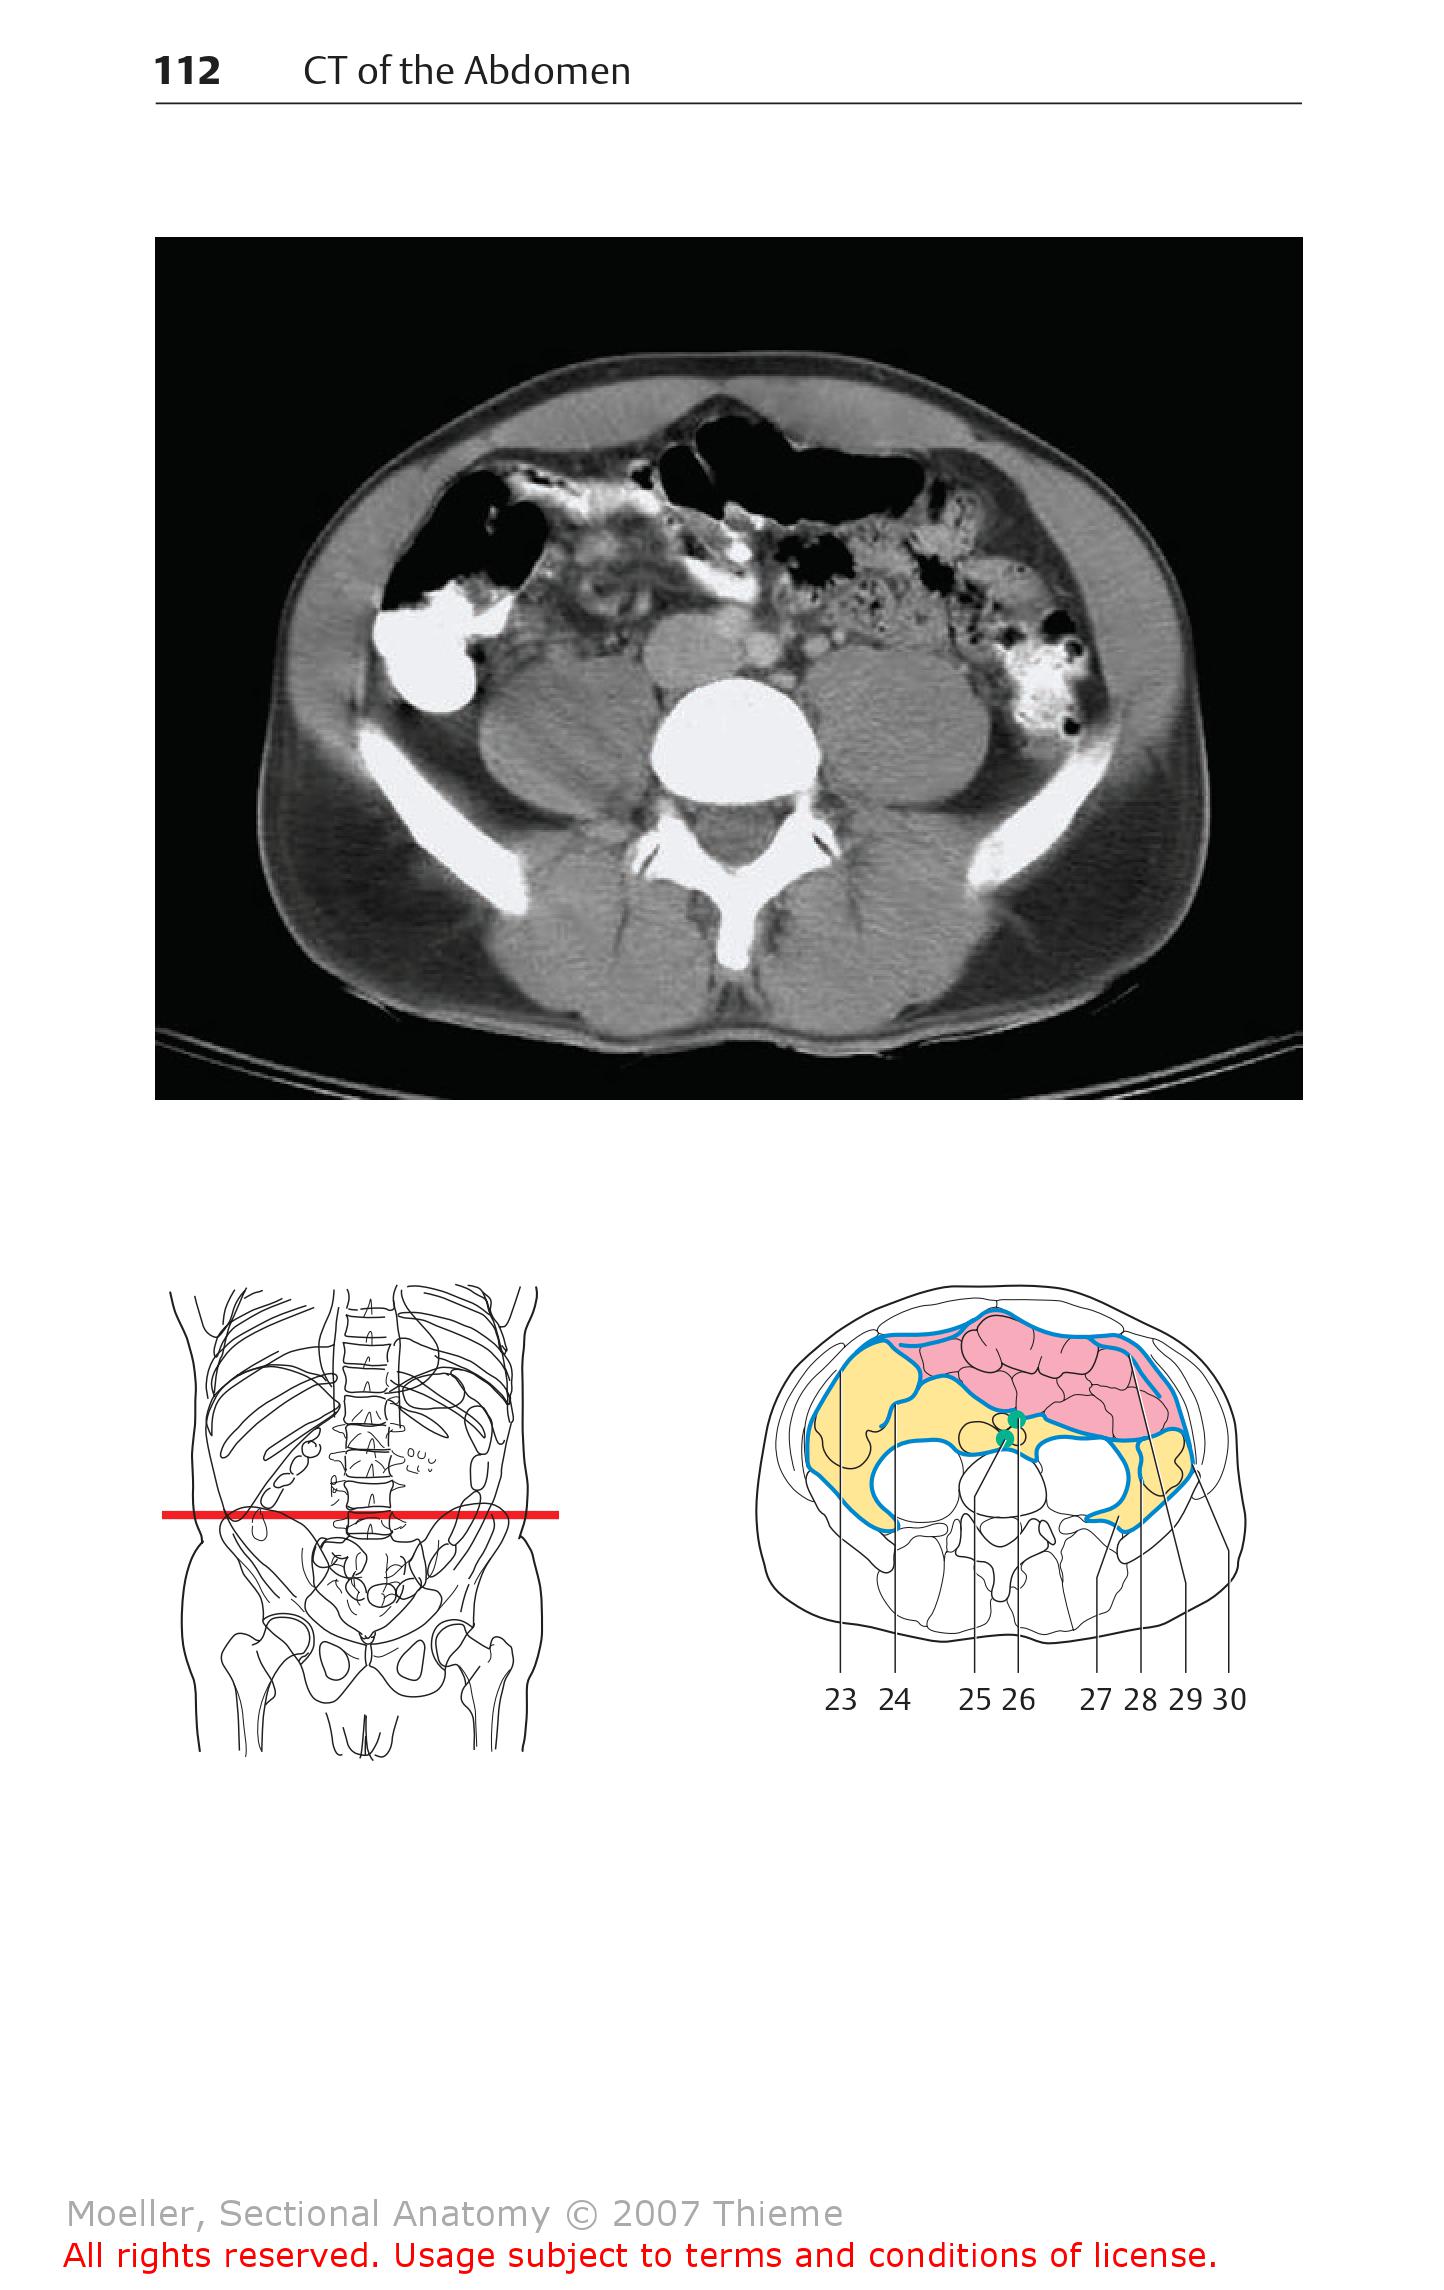 112 CT of the Abdomen
23 24 25 26 27 28 29 30
Moeller, Sectional Anatomy © 2007 Thieme
All rights reserved. Usage subject to terms and conditions of license.